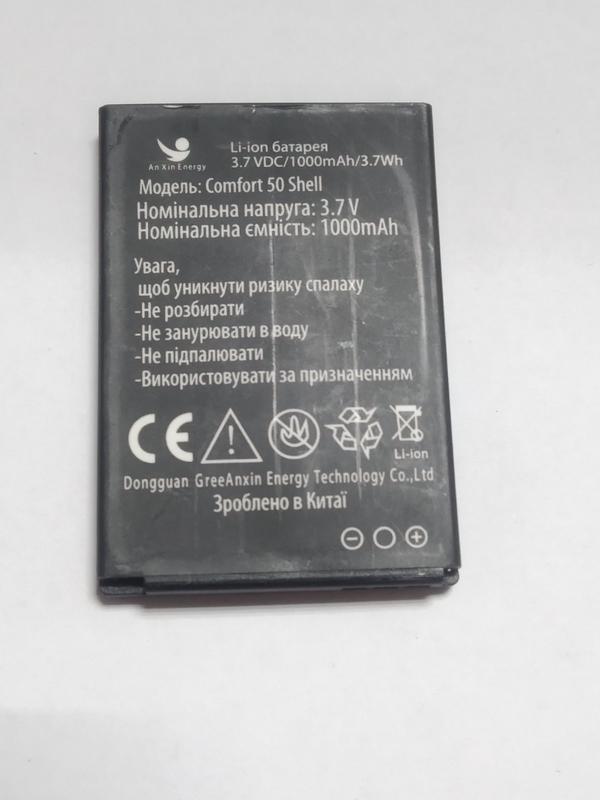 An Xin Energy
Li-ion батарея
3.7 VDC/1000mAh/3.7Wh
Модель: Comfort 50 Shell
Номінальна напруга: 3.7 V
Номінальна ємність: 1000mAh
Увага,
щоб уникнути ризику спалаху
-Не розбирати
-Не занурювати в воду
-Не підпалювати
-Використовувати за призначенням
CE
Li-ion
Dongguan GreeAnxin Energy Technology Co.,Ltd
Зроблено в Китаї